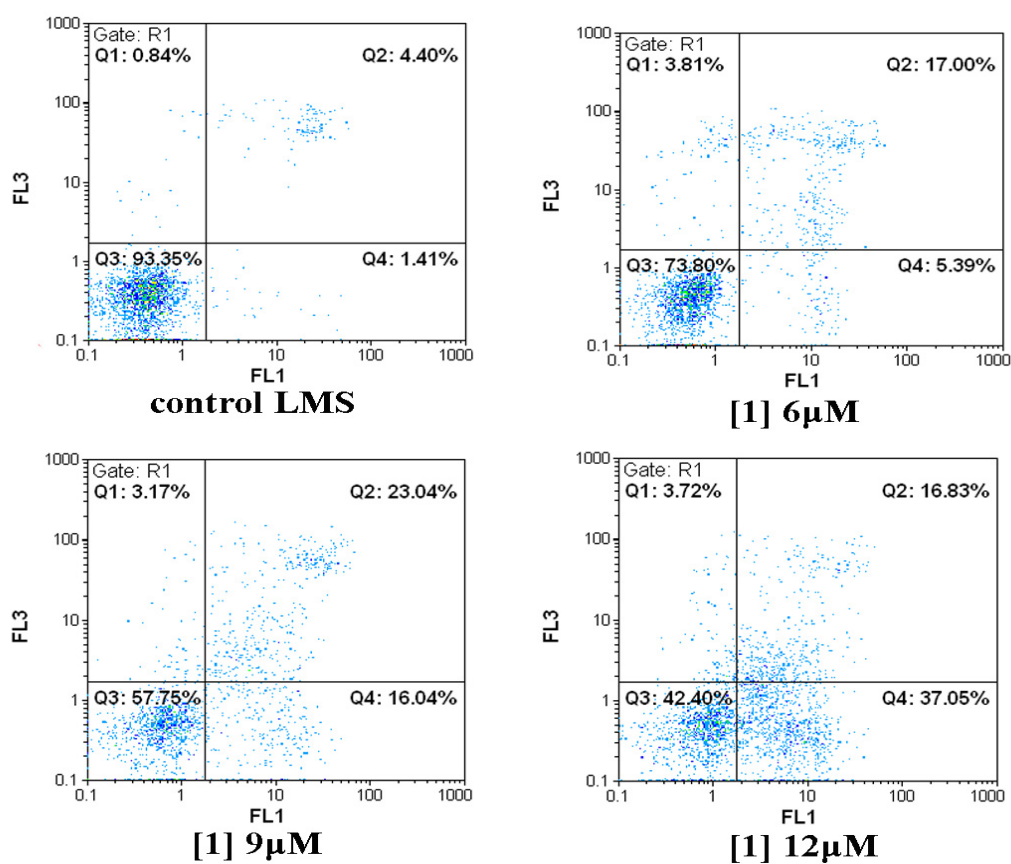 1000
Gate: R1
Q1: 0.84%
Q2: 4.40%
100
FL3
10
Q3: 93.35%
Q4: 1.41%
1
0.1
0.1 1 10 100 1000
FL1
control LMS
1000
Gate: R1
Q1: 3.81%
Q2: 17.00%
100
FL3
10
Q3: 73.80%
Q4: 5.39%
1
0.1
0.1 1 10 100 1000
FL1
[1] 6µM
1000
Gate: R1
Q1: 3.17%
Q2: 23.04%
100
FL3
10
Q3: 57.75%
Q4: 16.04%
1
0.1
0.1 1 10 100 1000
FL1
[1] 9µM
1000
Gate: R1
Q1: 3.72%
Q2: 16.83%
100
FL3
10
Q3: 42.40%
Q4: 37.05%
1
0.1
0.1 1 10 100 1000
FL1
[1] 12µM